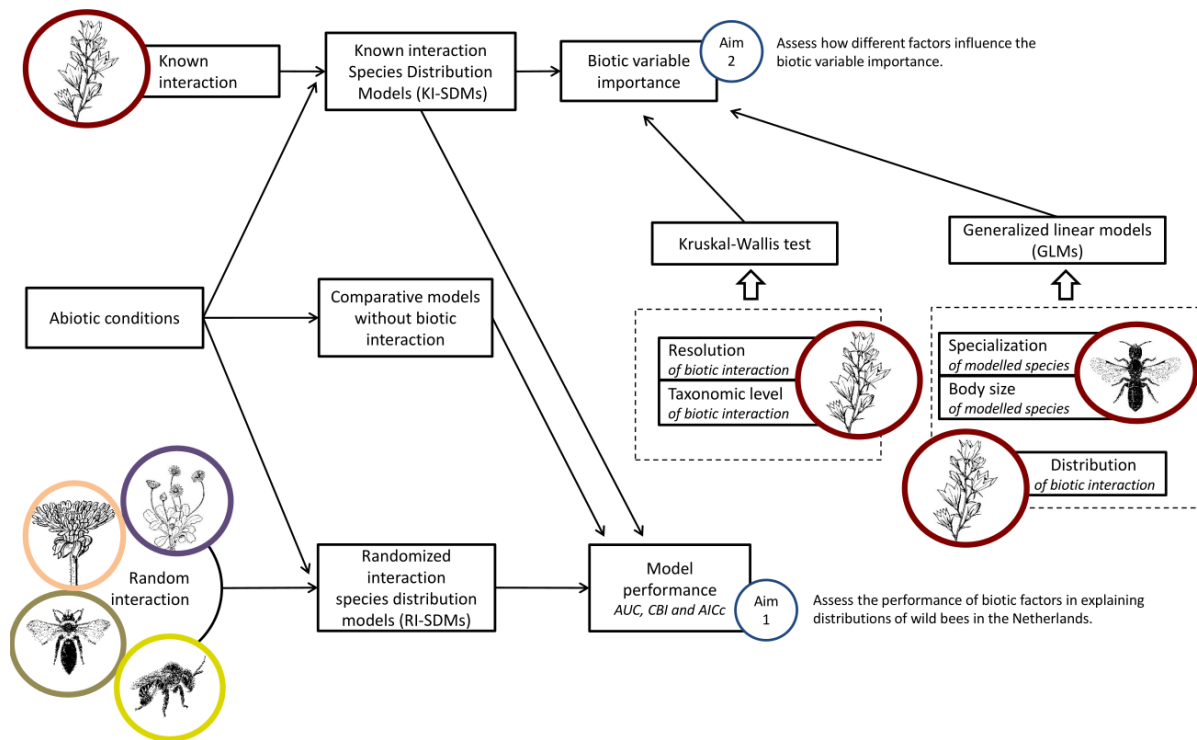 Known
interaction
Known interaction
Species Distribution
Models (KI-SDMs)
Biotic variable
importance
Aim
2
Assess how different factors influence the
biotic variable importance.
Kruskal-Wallis test
Generalized linear models
(GLMs)
Abiotic conditions
Comparative models
without biotic
interaction
Resolution
of biotic interaction
Taxonomic level
of biotic interaction
Specialization
of modelled species
Body size
of modelled species
Distribution
of biotic interaction
Random
interaction
Randomized
interaction
species distribution
models (RI-SDMs)
Model
performance
AUC, CBI and AICc
Aim
1
Assess the performance of biotic factors in explaining
distributions of wild bees in the Netherlands.